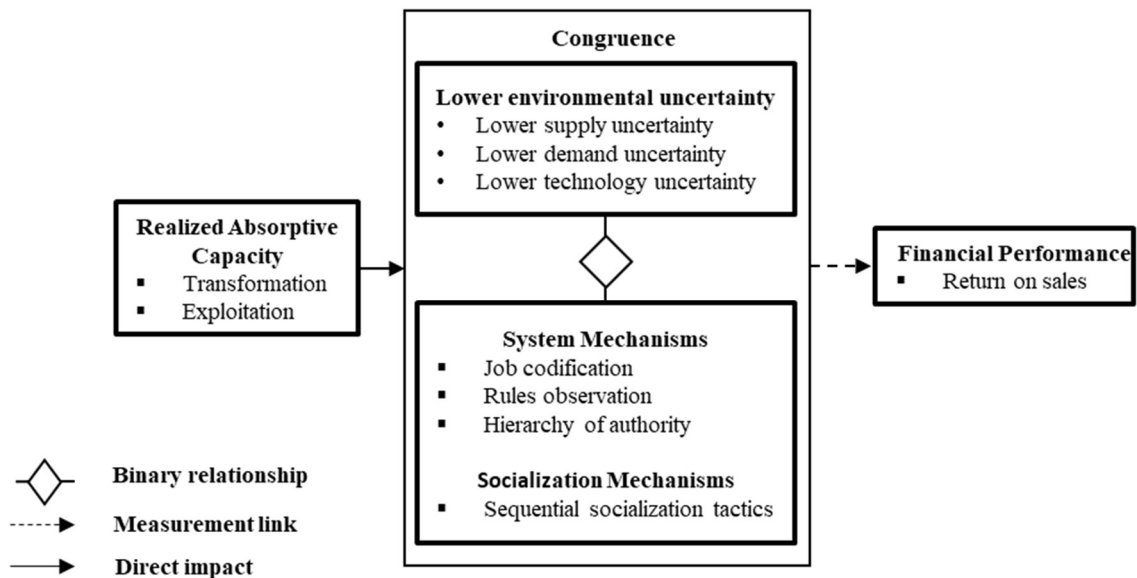 Congruence
Lower environmental uncertainty
• Lower supply uncertainty
• Lower demand uncertainty
• Lower technology uncertainty
Realized Absorptive
Capacity
▪ Transformation
▪ Exploitation
Financial Performance
▪ Return on sales
System Mechanisms
▪ Job codification
▪ Rules observation
▪ Hierarchy of authority
Socialization Mechanisms
▪ Sequential socialization tactics
Binary relationship
Measurement link
Direct impact